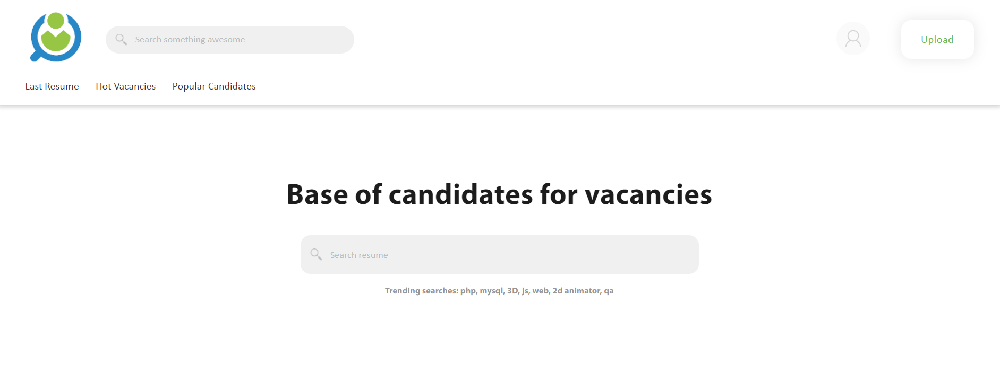 Search something awesome
Upload
Last Resume
Hot Vacancies
Popular Candidates
Base of candidates for vacancies
Search resume
Trending searches: php, mysql, 3D, js, web, 2d animator, qa